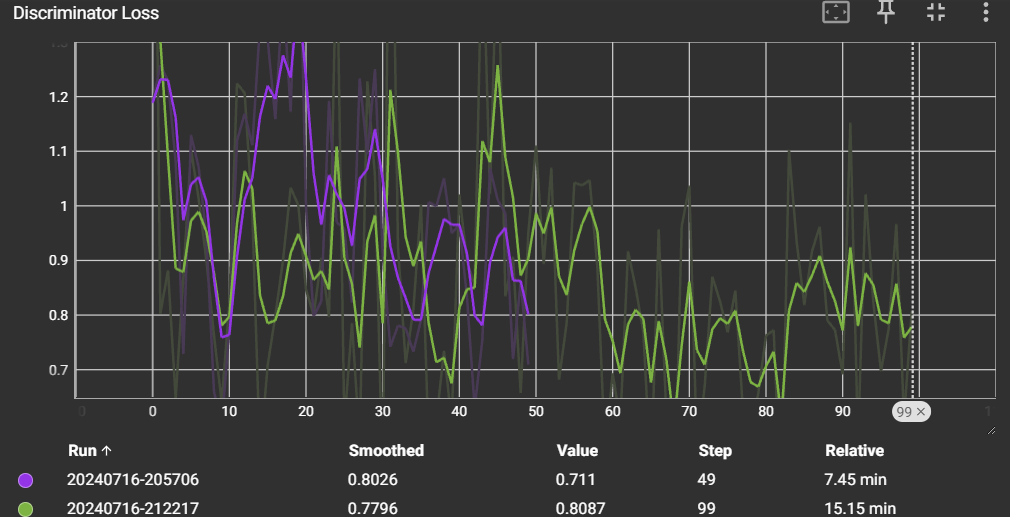 Discriminator Loss
1.3
1.2
1.1
1
0.9
0.8
0.7
0 10 20 30 40 50 60 70 80 90 99 ×
Run ↑ Smoothed Value Step Relative
20240716-205706 0.8026 0.711 49 7.45 min
20240716-212217 0.7796 0.8087 99 15.15 min